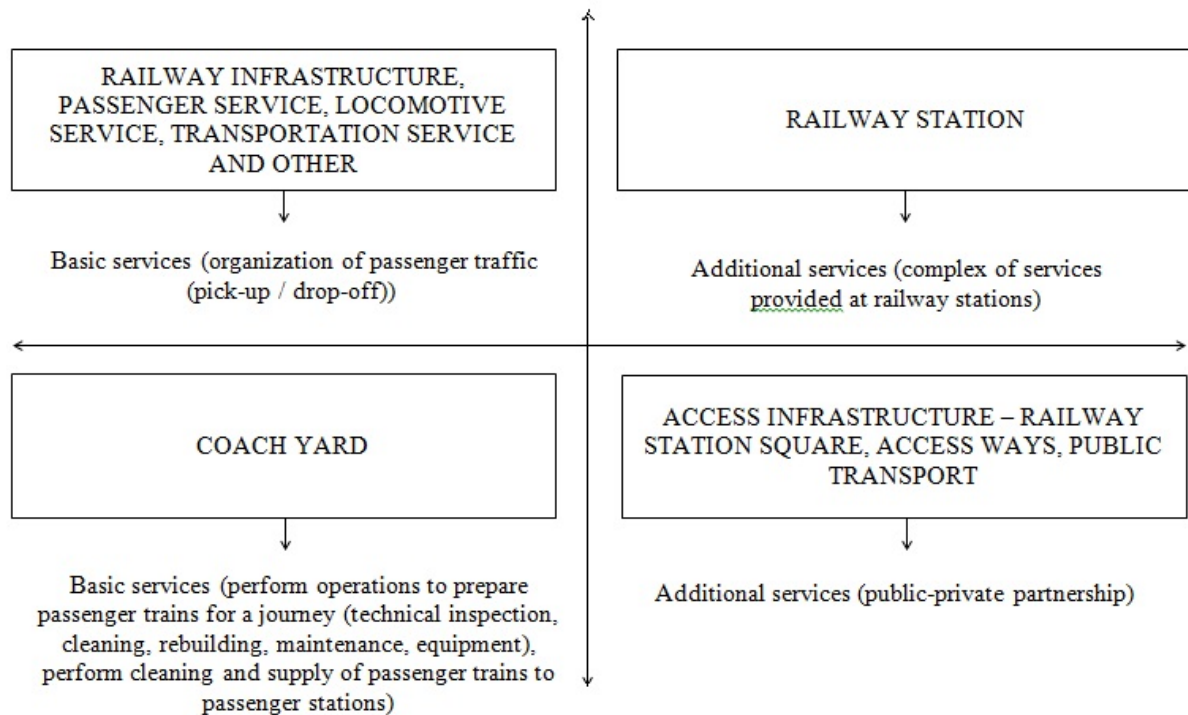 RAILWAY INFRASTRUCTURE,
PASSENGER SERVICE, LOCOMOTIVE
SERVICE, TRANSPORTATION SERVICE
AND OTHER
Basic services (organization of passenger traffic
(pick-up / drop-off))
RAILWAY STATION
Additional services (complex of services
provided at railway stations)
COACH YARD
Basic services (perform operations to prepare
passenger trains for a journey (technical inspection,
cleaning, rebuilding, maintenance, equipment),
perform cleaning and supply of passenger trains to
passenger stations)
ACCESS INFRASTRUCTURE – RAILWAY
STATION SQUARE, ACCESS WAYS, PUBLIC
TRANSPORT
Additional services (public-private partnership)